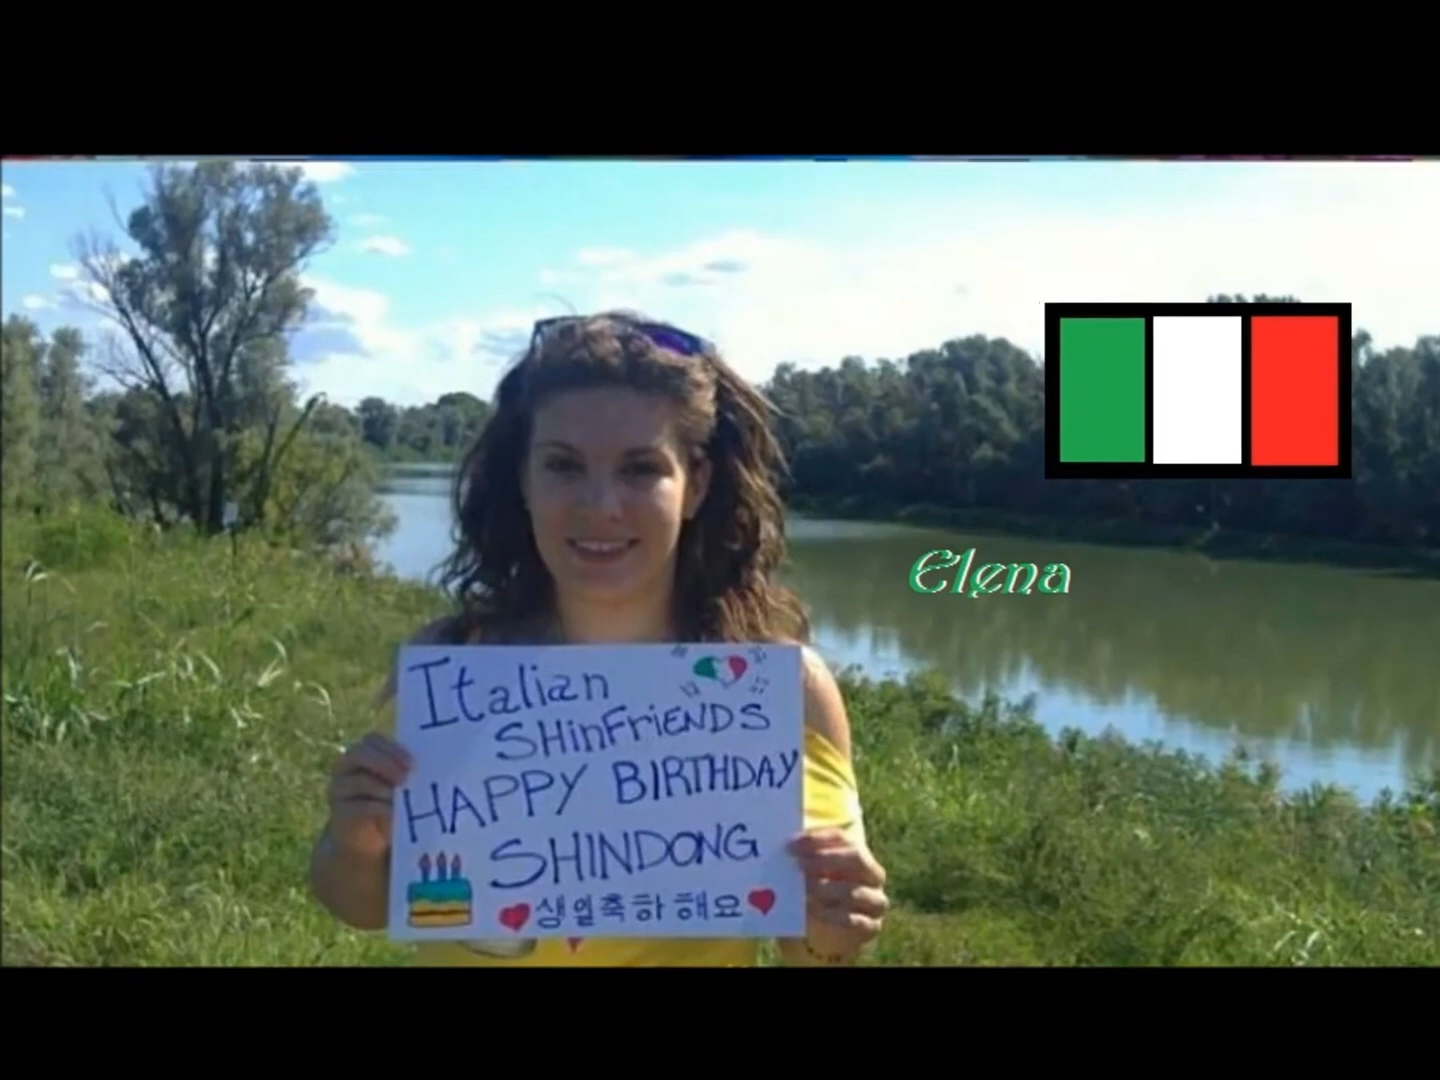 Elena
Italian
SHinFriENDS
HAPPY BIRTHDAY
SHINDONG
생일축하해요